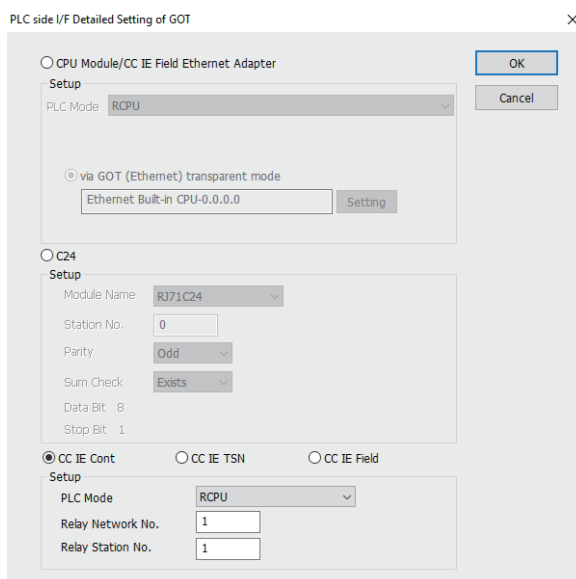 PLC side I/F Detailed Setting of GOT
CPU Module/CC IE Field Ethernet Adapter
OK
Setup
Cancel
PLC Mode RCPU
via GOT (Ethernet) transparent mode
Ethernet Built-in CPU-0.0.0.0 Setting
C24
Setup
Module Name RJ71C24
Station No. 0
Parity Odd
Sum Check Exists
Data Bit 8
Stop Bit 1
CC IE Cont CC IE TSN CC IE Field
Setup
PLC Mode RCPU
Relay Network No. 1
Relay Station No. 1